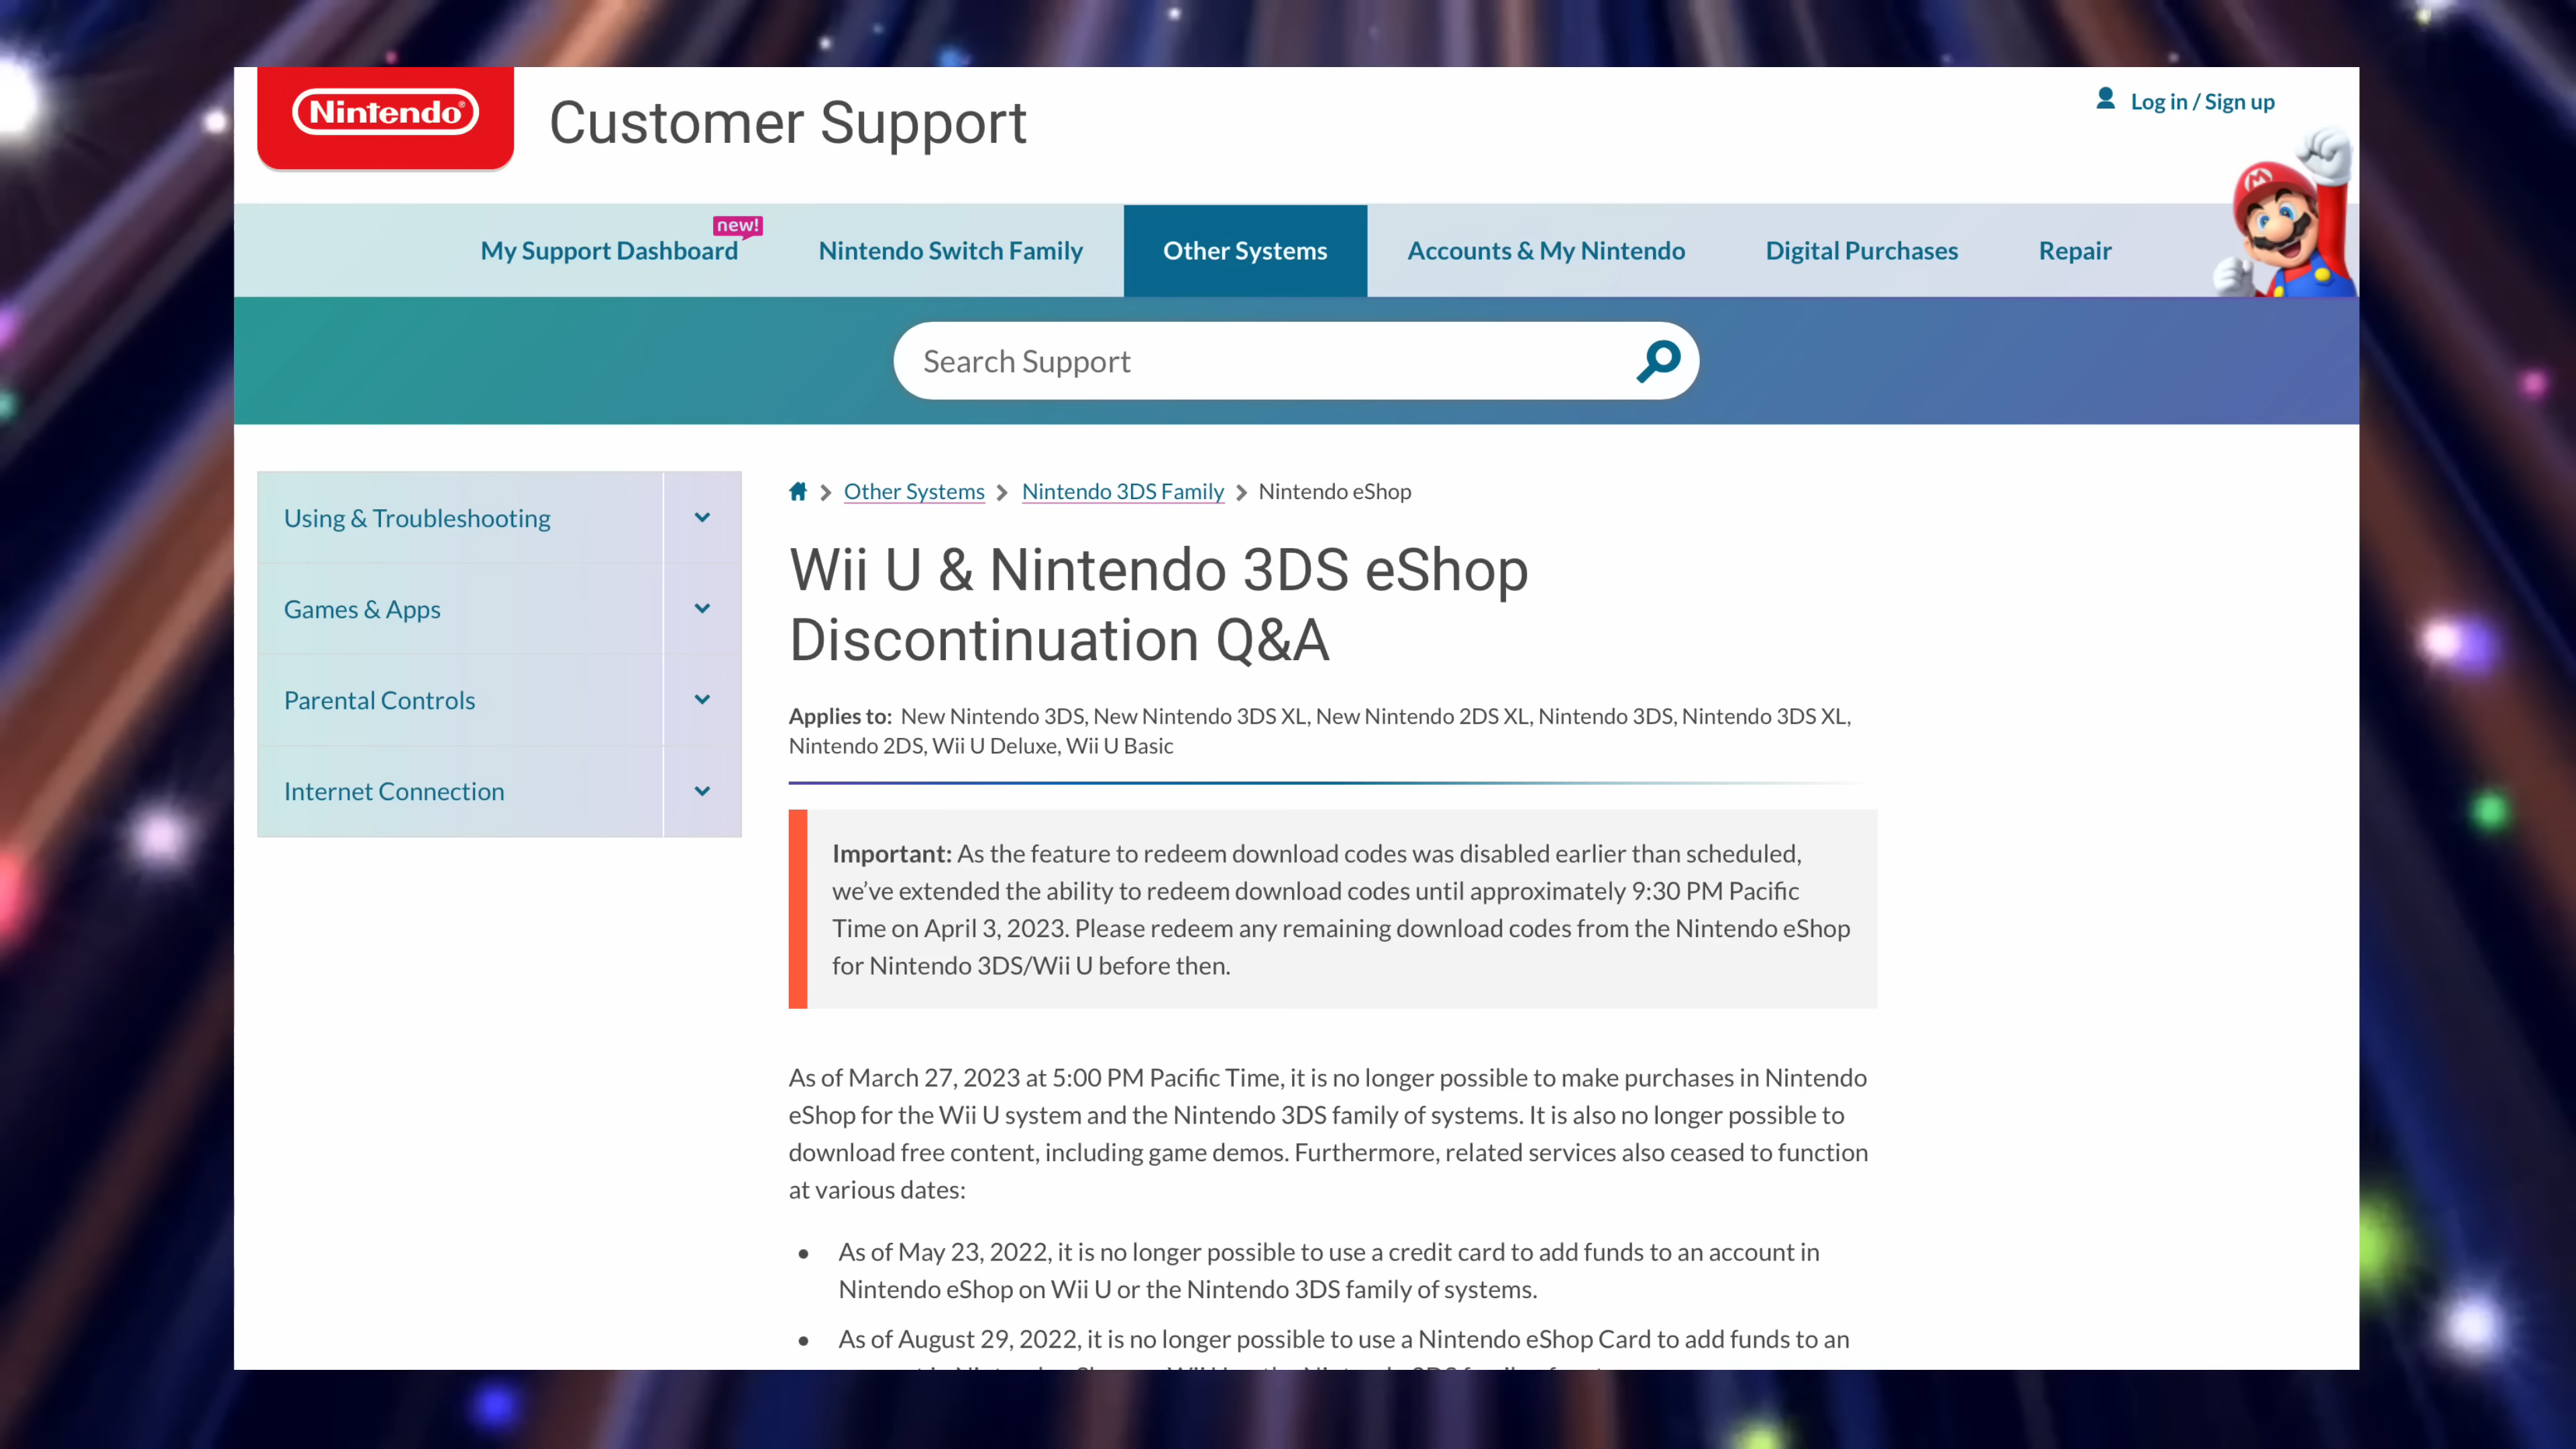 Nintendo®
Customer Support
Log in / Sign up
new!
My Support Dashboard
Nintendo Switch Family
Other Systems
Accounts & My Nintendo
Digital Purchases
Repair
Search Support
Using & Troubleshooting
Games & Apps
Parental Controls
Internet Connection
Other Systems > Nintendo 3DS Family > Nintendo eShop
Wii U & Nintendo 3DS eShop
Discontinuation Q&A
Applies to: New Nintendo 3DS, New Nintendo 3DS XL, New Nintendo 2DS XL, Nintendo 3DS, Nintendo 3DS XL,
Nintendo 2DS, Wii U Deluxe, Wii U Basic
Important: As the feature to redeem download codes was disabled earlier than scheduled,
we’ve extended the ability to redeem download codes until approximately 9:30 PM Pacific
Time on April 3, 2023. Please redeem any remaining download codes from the Nintendo eShop
for Nintendo 3DS/Wii U before then.
As of March 27, 2023 at 5:00 PM Pacific Time, it is no longer possible to make purchases in Nintendo
eShop for the Wii U system and the Nintendo 3DS family of systems. It is also no longer possible to
download free content, including game demos. Furthermore, related services also ceased to function
at various dates:
• As of May 23, 2022, it is no longer possible to use a credit card to add funds to an account in
Nintendo eShop on Wii U or the Nintendo 3DS family of systems.
• As of August 29, 2022, it is no longer possible to use a Nintendo eShop Card to add funds to an